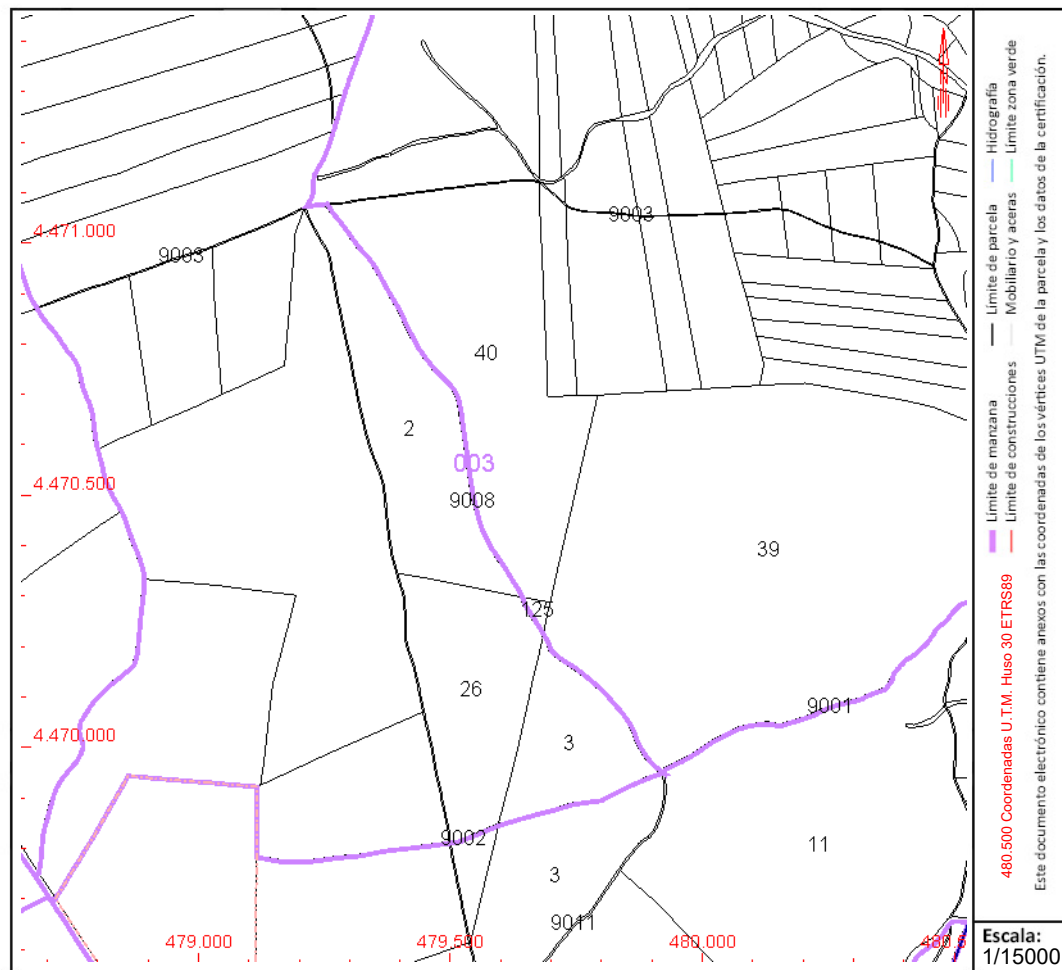 4.471.000
9003
9003
40
2
003
4.470.500
9008
39
125
26
9001
3
4.470.000
9002
11
3
9011
479.000
479.500
480.000
Límite de manzana
Límite de parcela
Hidrografía
Límite de construcciones
Mobiliario y aceras
Límite zona verde
480.500 Coordenadas U.T.M. Huso 30 ETRS89
Este documento electrónico contiene anexos con las coordenadas de los vértices UTM de la parcela y los datos de la certificación.
Escala:
1/15000